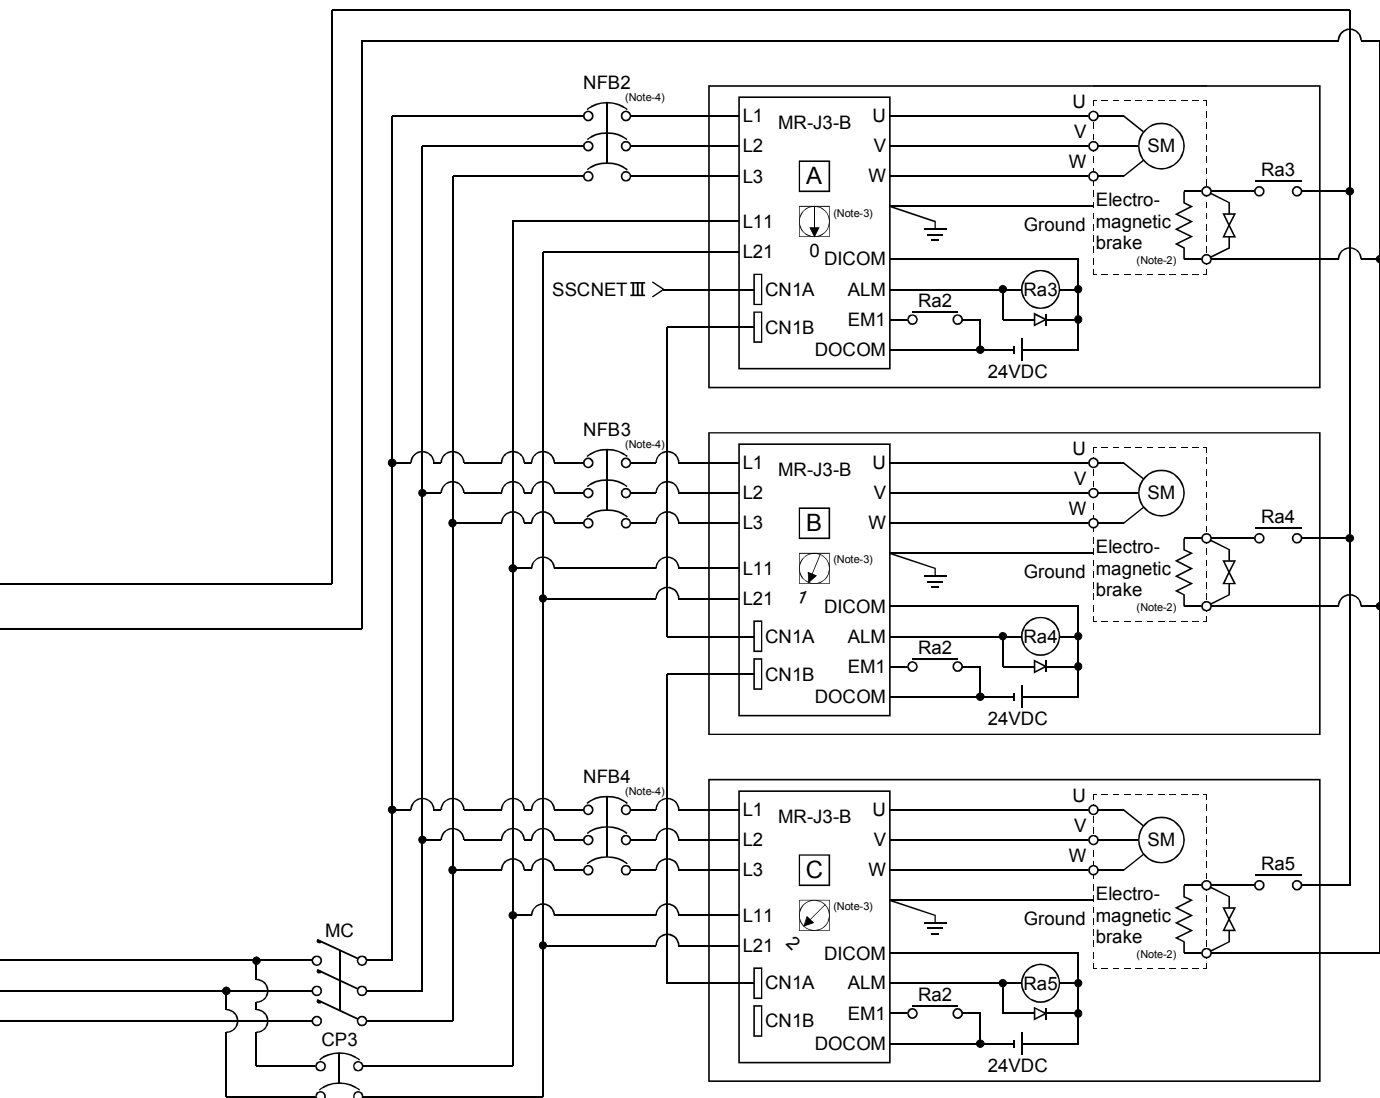 NFB2
(Note-4)
L1
MR-J3-B
U
U
L2
V
V
SM
L3
A
W
W
Ra3
Electro-
magnetic
brake
(Note-2)
L11
(Note-3)
Ground
L21
0
DICOM
SSCNETⅢ
CN1A
ALM
Ra3
Ra2
CN1B
EM1
DOCOM
24VDC
NFB3
(Note-4)
L1
MR-J3-B
U
U
L2
V
V
SM
L3
B
W
W
Ra4
Electro-
magnetic
brake
(Note-2)
L11
(Note-3)
Ground
L21
1
DICOM
CN1A
ALM
Ra4
Ra2
CN1B
EM1
DOCOM
24VDC
NFB4
(Note-4)
L1
MR-J3-B
U
U
L2
V
V
SM
L3
C
W
W
Ra5
Electro-
magnetic
brake
(Note-2)
L11
(Note-3)
Ground
L21
2
DICOM
MC
CN1A
ALM
Ra5
Ra2
CN1B
EM1
CP3
DOCOM
24VDC